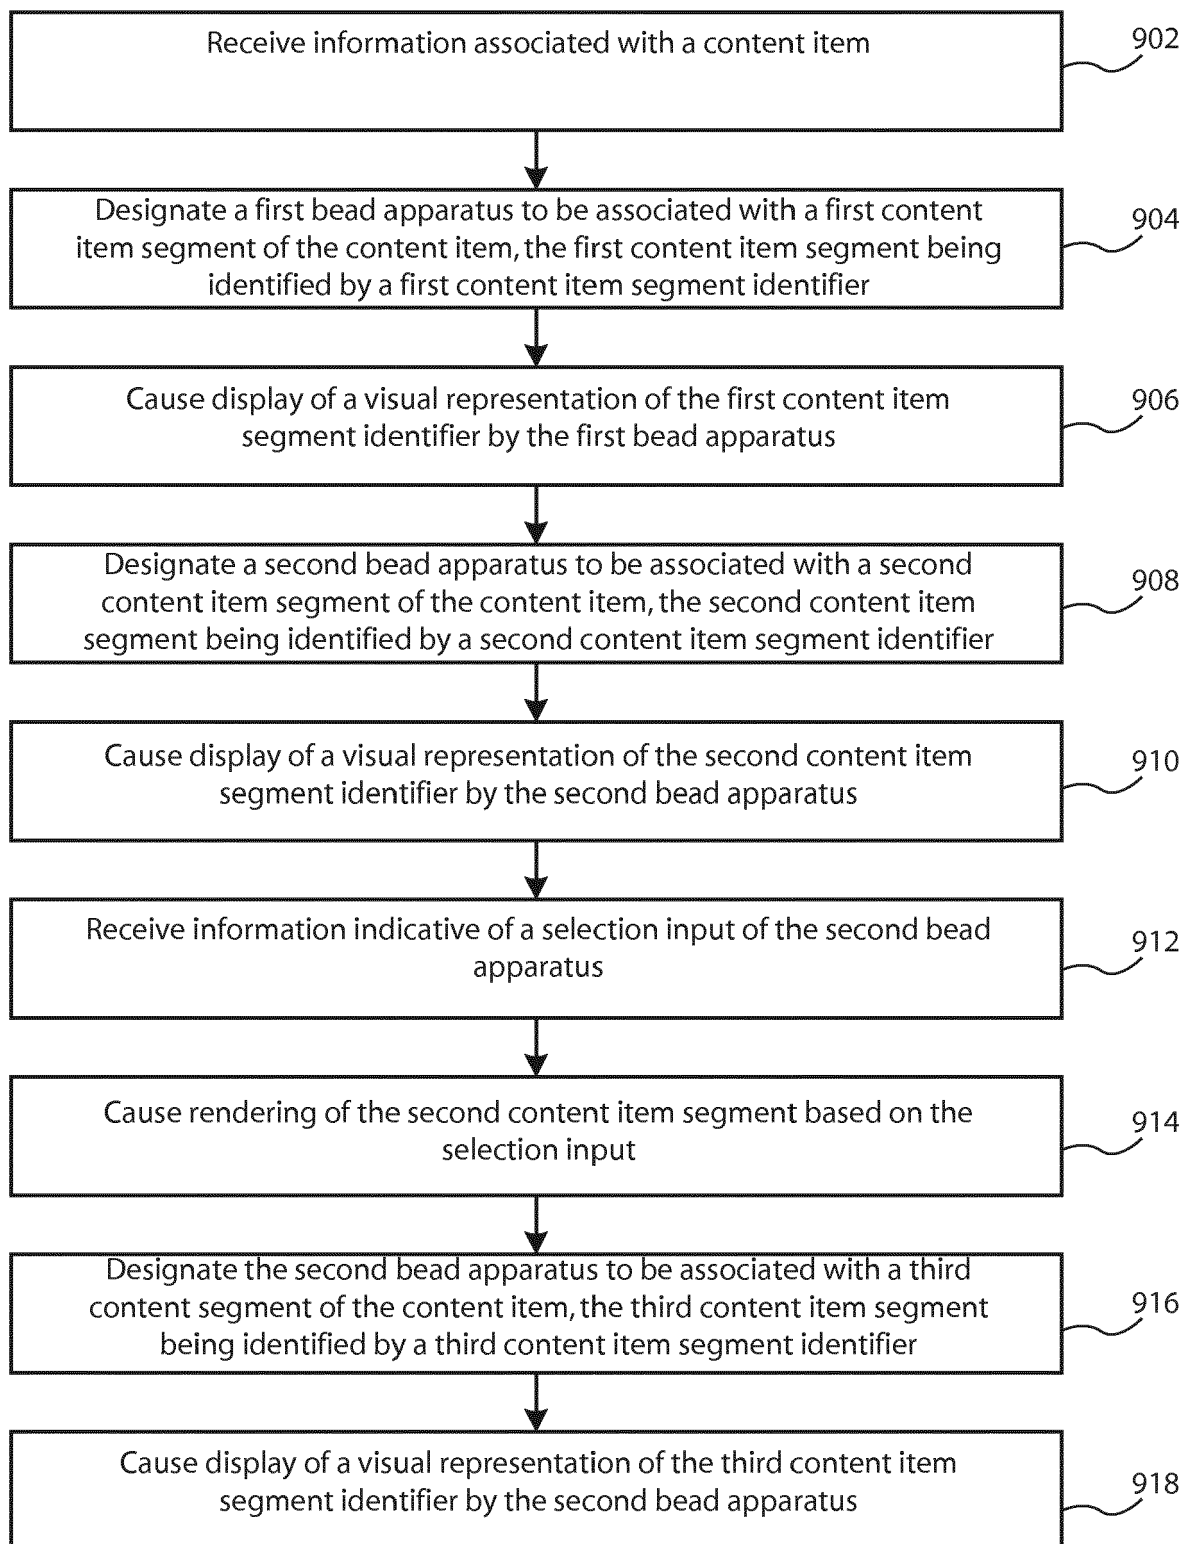 Receive information associated with a content item
902
Designate a first bead apparatus to be associated with a first content
item segment of the content item, the first content item segment being
identified by a first content item segment identifier
904
Cause display of a visual representation of the first content item
segment identifier by the first bead apparatus
906
Designate a second bead apparatus to be associated with a second
content item segment of the content item, the second content item
segment being identified by a second content item segment identifier
908
Cause display of a visual representation of the second content item
segment identifier by the second bead apparatus
910
Receive information indicative of a selection input of the second bead
apparatus
912
Cause rendering of the second content item segment based on the
selection input
914
Designate the second bead apparatus to be associated with a third
content segment of the content item, the third content item segment
being identified by a third content item segment identifier
916
Cause display of a visual representation of the third content item
segment identifier by the second bead apparatus
918